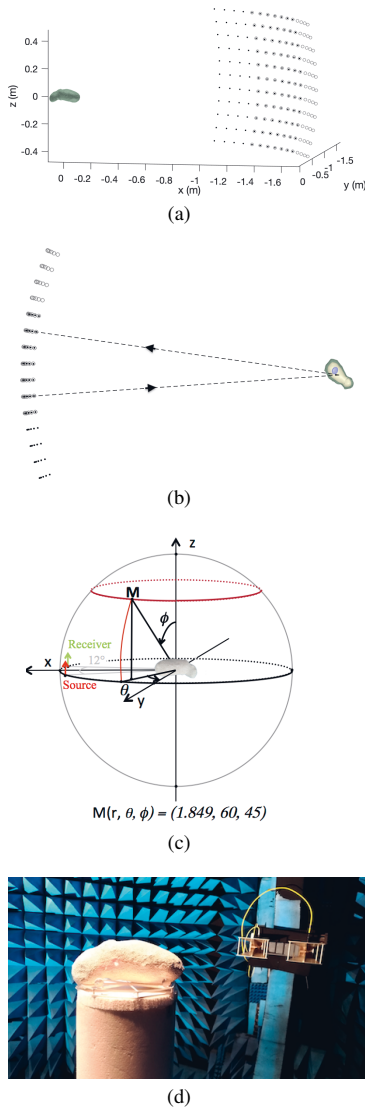 0.4
0.2
z (m)
0
-0.2
-0.4
0 -0.2 -0.4 -0.6 -0.8 -1 -1.2 -1.4 -1.6 0 -0.5 -1 -1.5
x (m)
y (m)
(a)
(b)
z
M
ϕ
Receiver
12°
x
Source
θ
y
M(r, θ, ϕ) = (1.849, 60, 45)
(c)
(d)